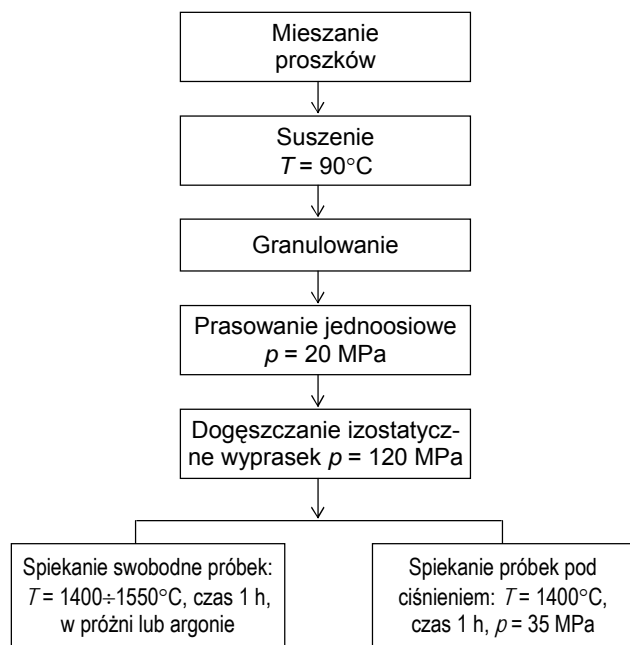 Mieszanie
proszków
Suszenie
T = 90°C
Granulowanie
Prasowanie jednoosiowe
p = 20 MPa
Dogęszczanie izostatycz-
ne wyprasek p = 120 MPa
Spiekanie swobodne próbek:
T = 1400÷1550°C, czas 1 h,
w próżni lub argonie
Spiekanie próbek pod
ciśnieniem: T = 1400°C,
czas 1 h, p = 35 MPa